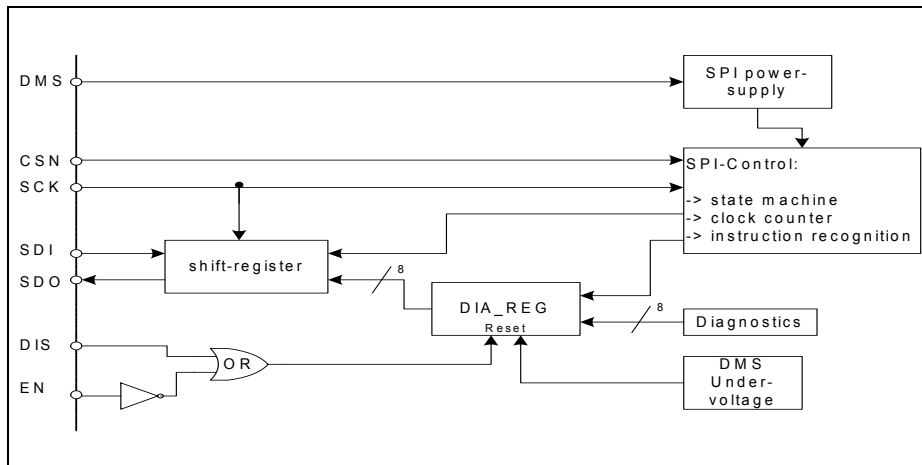 DMS
SPI power-
supply
CSN
SCK
SPI-Control:
-> state machine
-> clock counter
-> instruction recognition
SDI
SDO
shift-register
8
DIA_REG
Reset
8
Diagnostics
DIS
OR
EN
DMS
Under-
voltage